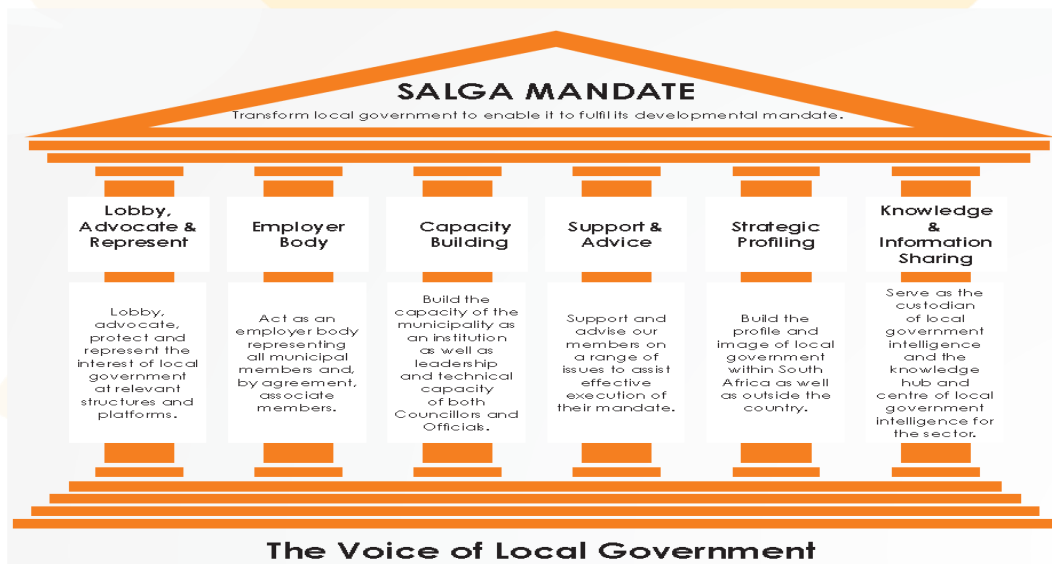 SALGA MANDATE
Transform local government to enable it to fulfil its developmental mandate.
Lobby,
Advocate &
Represent
Lobby,
advocate,
protect and
represent the
interest of local
government
at relevant
structures and
platforms.
Employer
Body
Act as an
employer body
representing
all municipal
members and,
by agreement,
associate
members.
Capacity
Building
Build the
capacity of the
municipality as
an institution
as well as
leadership
and technical
capacity
of both
Councillors and
Officials.
Support &
Advice
Support and
advise our
members on
a range of
issues to assist
effective
execution of
their mandate.
Strategic
Profiling
Build the
profile and
image of local
government
within South
Africa as well
as outside the
country.
Knowledge
&
Information
Sharing
Serve as the
custodian
of local
government
intelligence
and the
knowledge
hub and
centre of local
government
intelligence for
the sector.
The Voice of Local Government